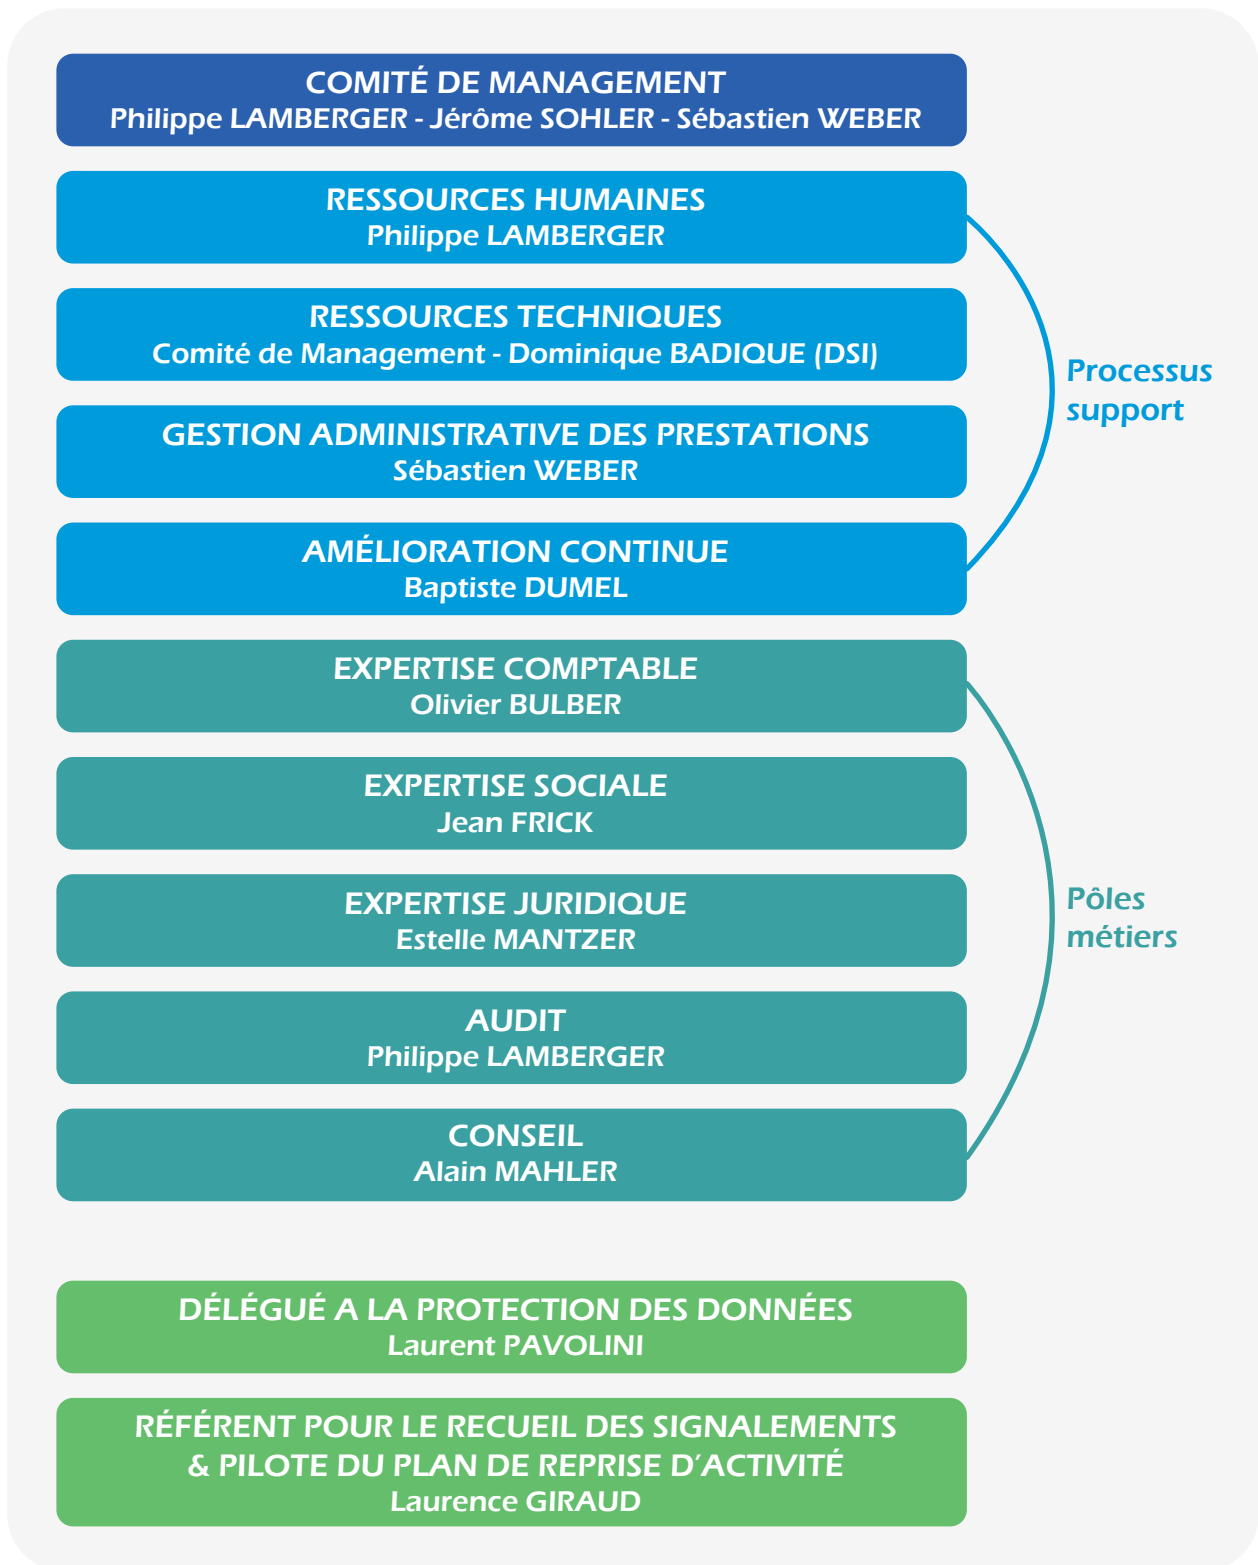 COMITÉ DE MANAGEMENT
Philippe LAMBERGER - Jérôme SOHLER - Sébastien WEBER
RESSOURCES HUMAINES
Philippe LAMBERGER
RESSOURCES TECHNIQUES
Comité de Management - Dominique BADIQUE (DSI)
GESTION ADMINISTRATIVE DES PRESTATIONS
Sébastien WEBER
AMÉLIORATION CONTINUE
Baptiste DUMEL
Processus
support
EXPERTISE COMPTABLE
Olivier BULBER
EXPERTISE SOCIALE
Jean FRICK
EXPERTISE JURIDIQUE
Estelle MANTZER
AUDIT
Philippe LAMBERGER
CONSEIL
Alain MAHLER
Pôles
métiers
DÉLÉGUÉ A LA PROTECTION DES DONNÉES
Laurent PAVOLINI
RÉFÉRENT POUR LE RECUEIL DES SIGNALEMENTS
& PILOTE DU PLAN DE REPRISE D’ACTIVITÉ
Laurence GIRAUD